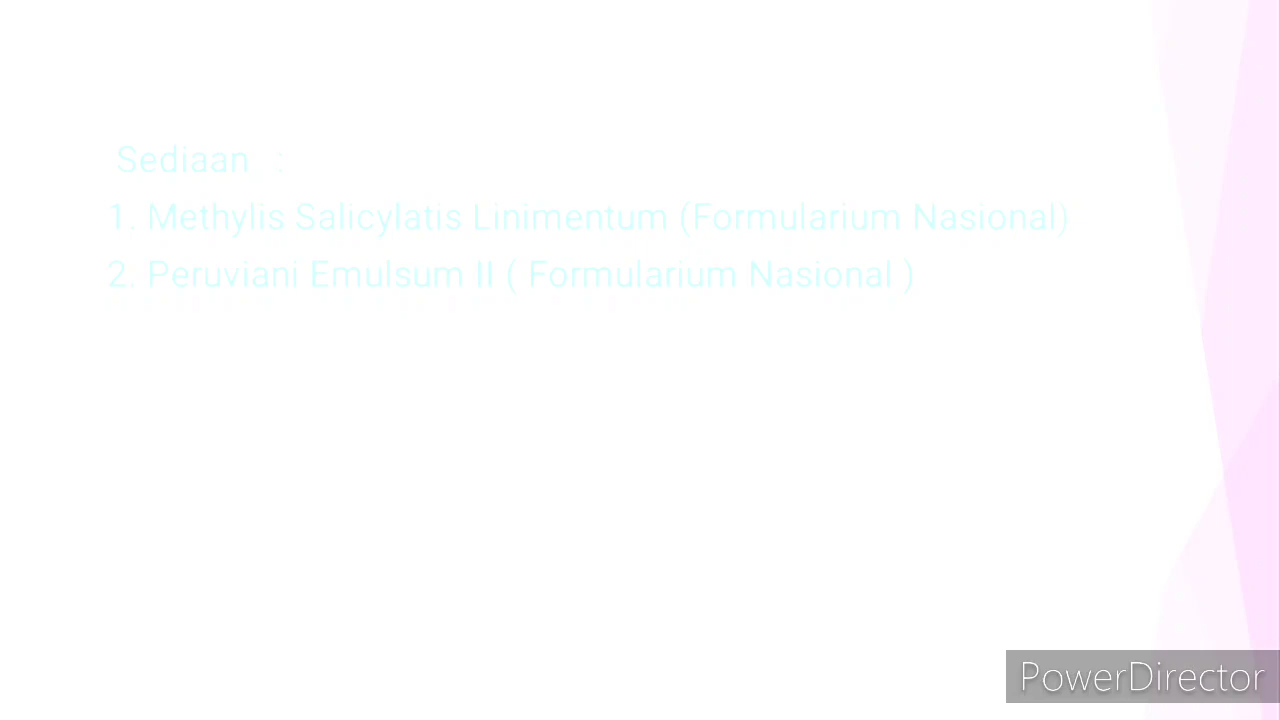 Sediaan :
1. Methylis Salicylatis Linimentum (Formularium Nasional)
2. Peruviani Emulsum II ( Formularium Nasional )
PowerDirector